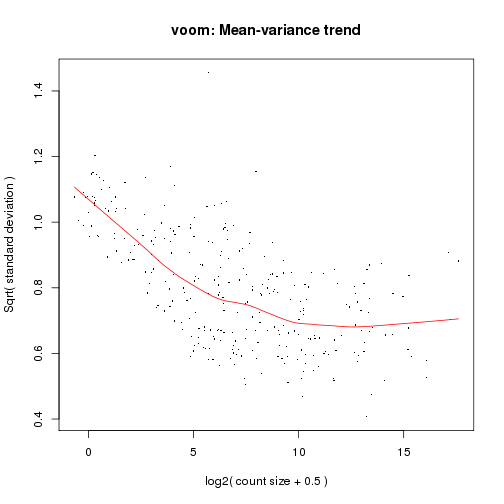 voom: Mean-variance trend
Sqrt( standard deviation )
1.4
1.2
1.0
0.8
0.6
0.4
0 5 10 15
log2( count size + 0.5 )